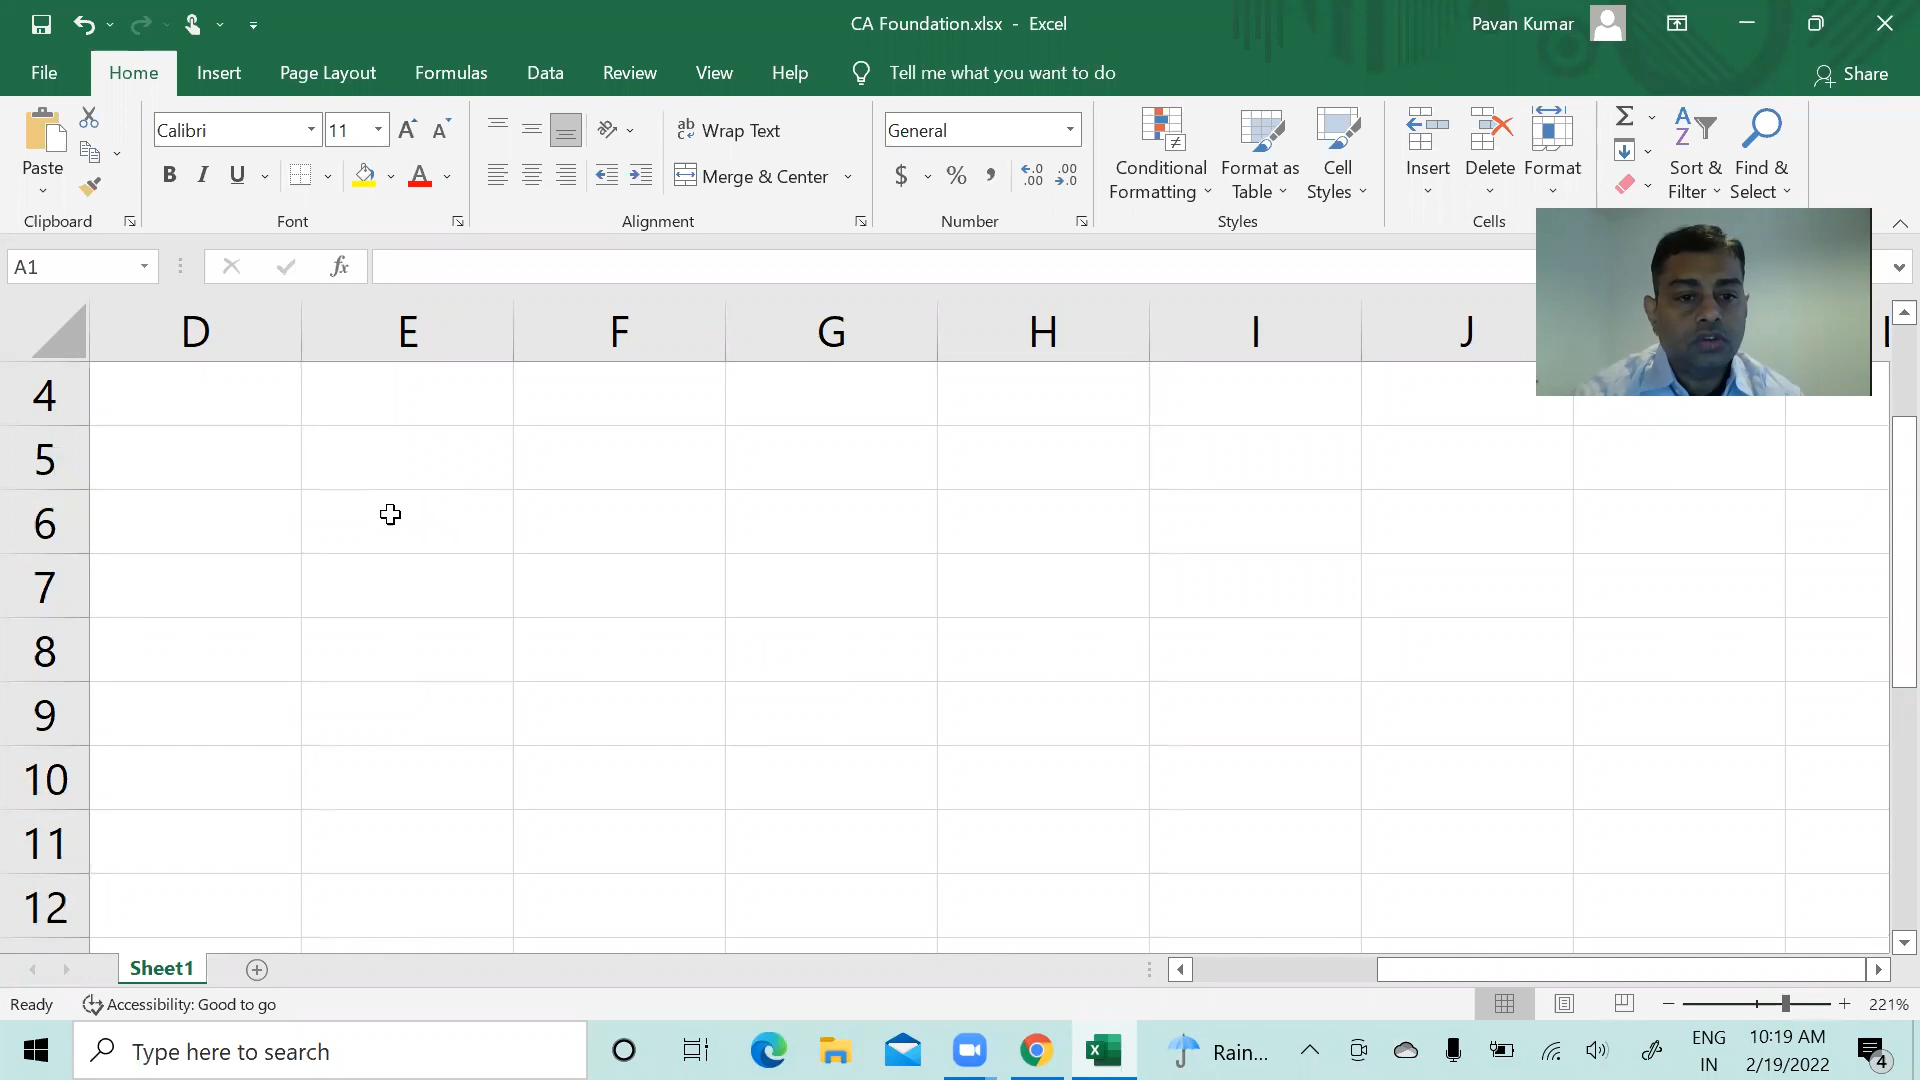 CA Foundation.xlsx - Excel
Pavan Kumar
File Home Insert Page Layout Formulas Data Review View Help Tell me what you want to do Share
Paste
Clipboard
Calibri 11
B I U
Font
Wrap Text
Merge & Center
Alignment
General
$ % ,
Number
Conditional Formatting
Format as Table
Cell Styles
Styles
Insert Delete Format
Cells
Sort & Filter
Find & Select
A1
fx
D E F G H I J
4
5
6
7
8
9
10
11
12
Sheet1
Ready Accessibility: Good to go 221%
Type here to search
Rain...
ENG IN
10:19 AM
2/19/2022
4